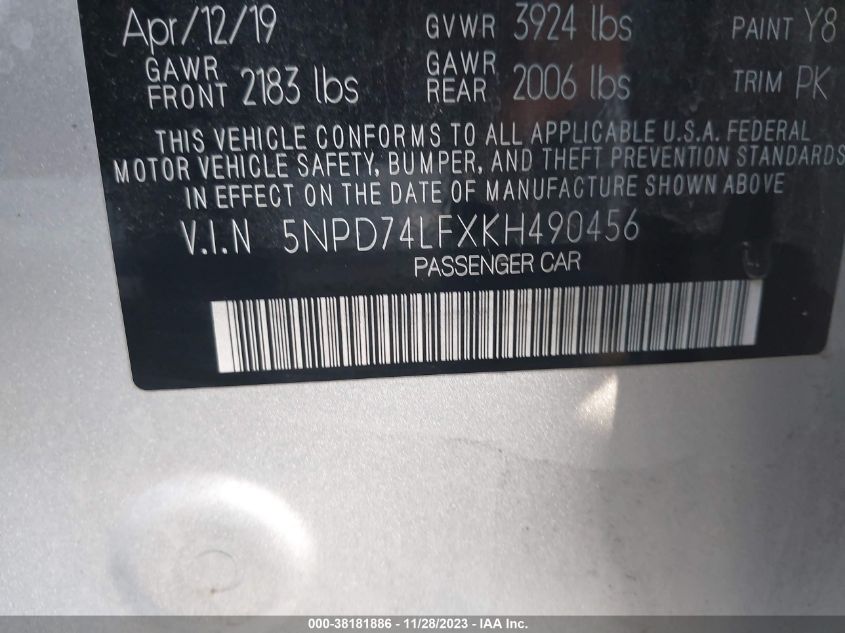 Apr/12/19 GVWR 3924 lbs PAINT Y8
GAWR FRONT 2183 lbs GAWR REAR 2006 lbs TRIM PK
THIS VEHICLE CONFORMS TO ALL APPLICABLE U.S.A. FEDERAL
MOTOR VEHICLE SAFETY, BUMPER, AND THEFT PREVENTION STANDARDS
IN EFFECT ON THE DATE OF MANUFACTURE SHOWN ABOVE
V.I.N 5NPD74LFXKH490456
PASSENGER CAR
000-38181886 - 11/28/2023 - © IAA Inc.